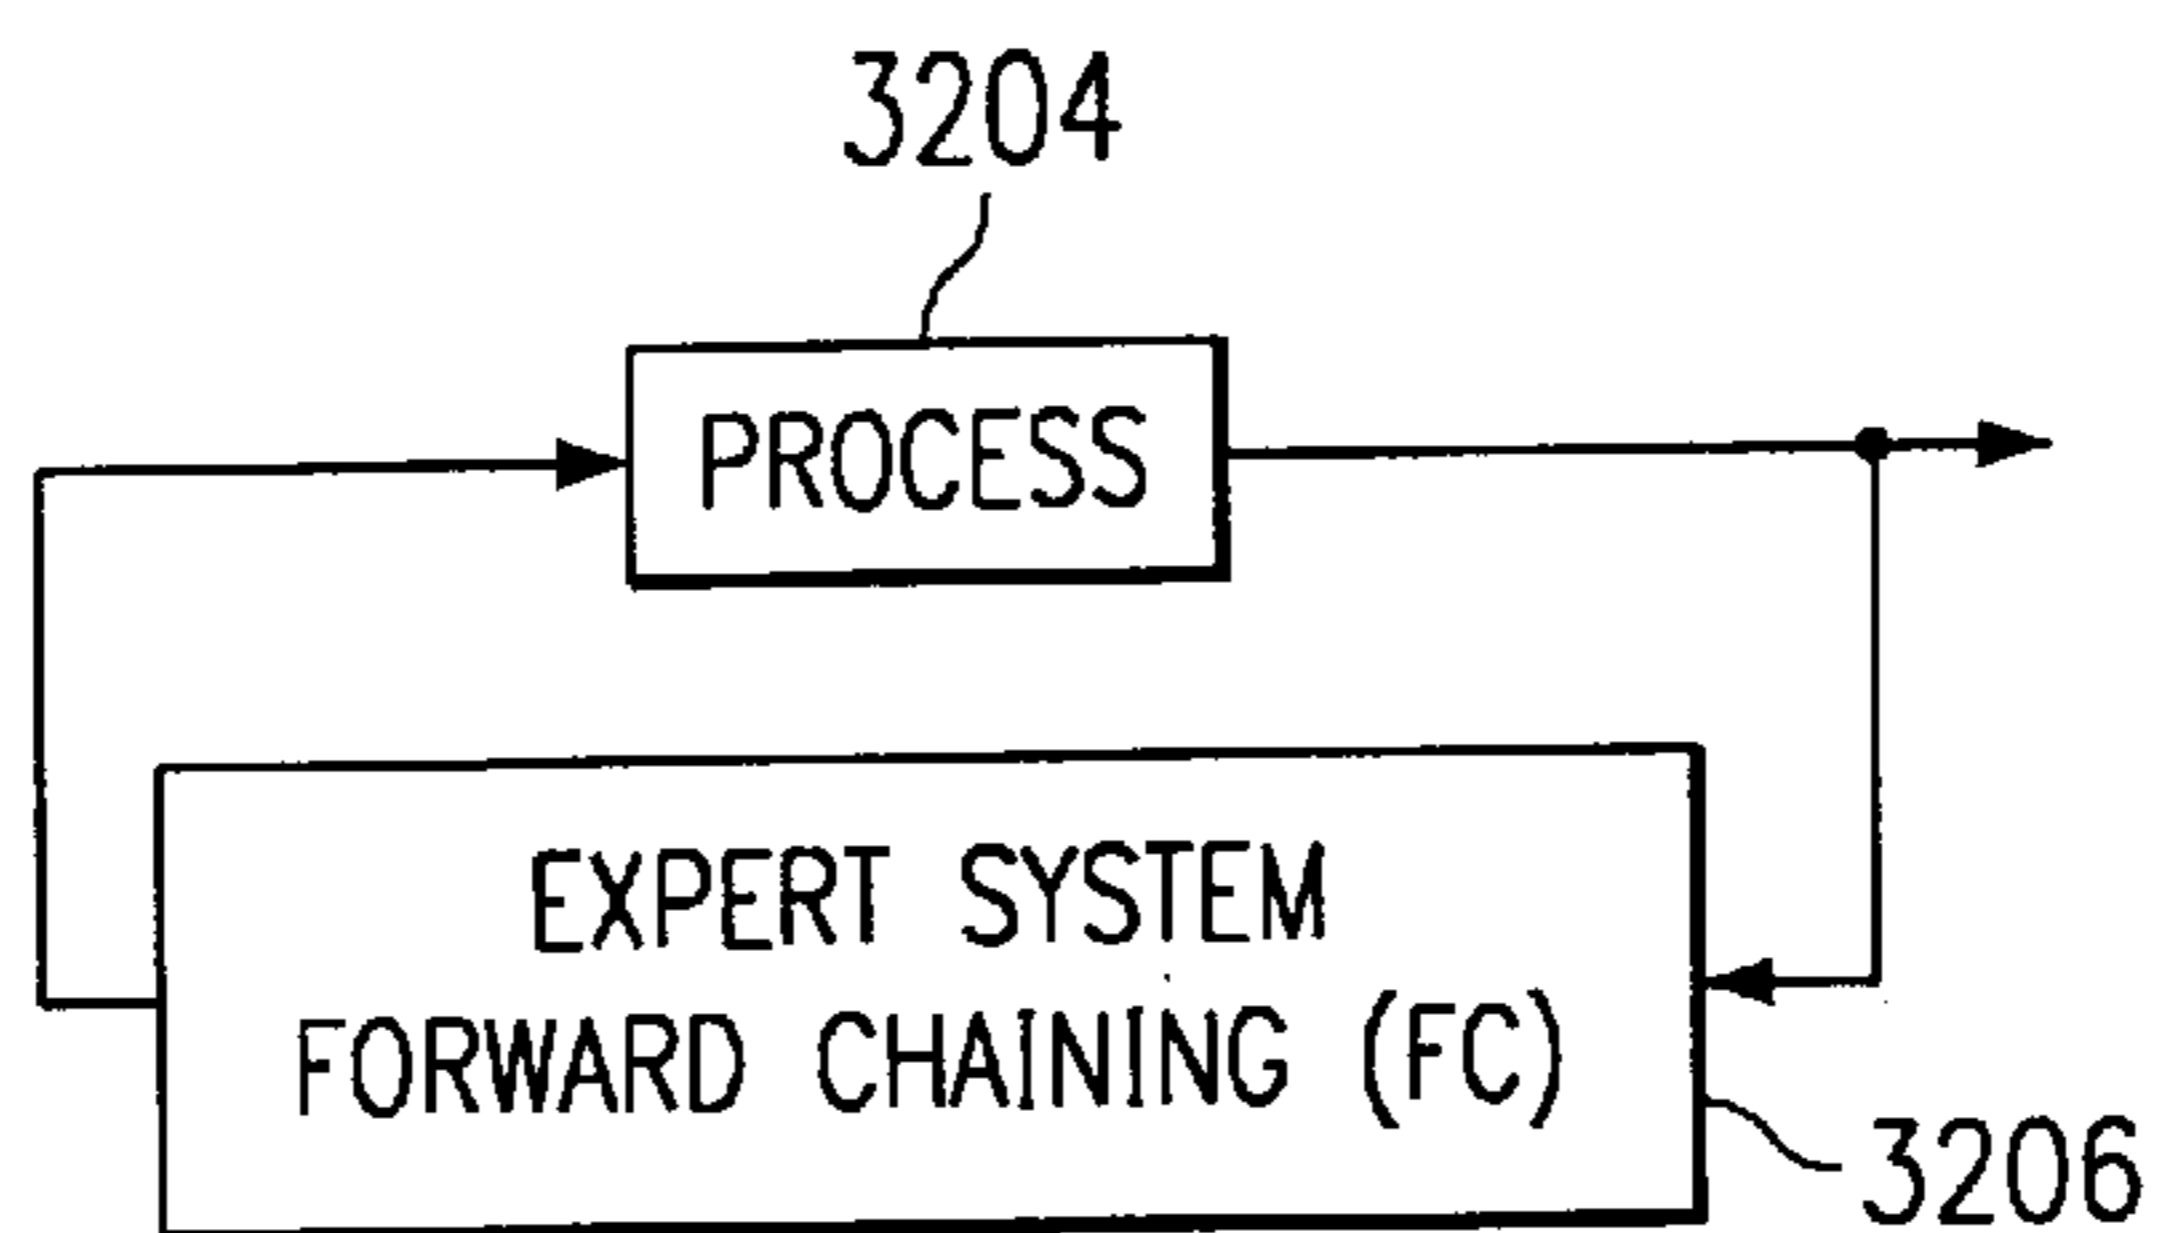 3204
PROCESS
EXPERT SYSTEM
FORWARD CHAINING (FC)
3206